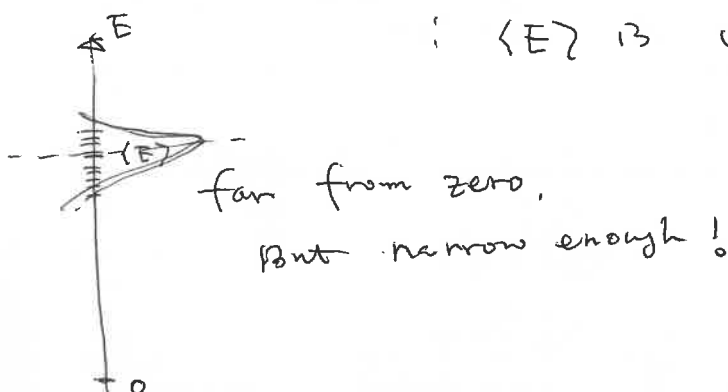 E
: ⟨E⟩ is
⟨E⟩
far from zero.
But narrow enough!
0